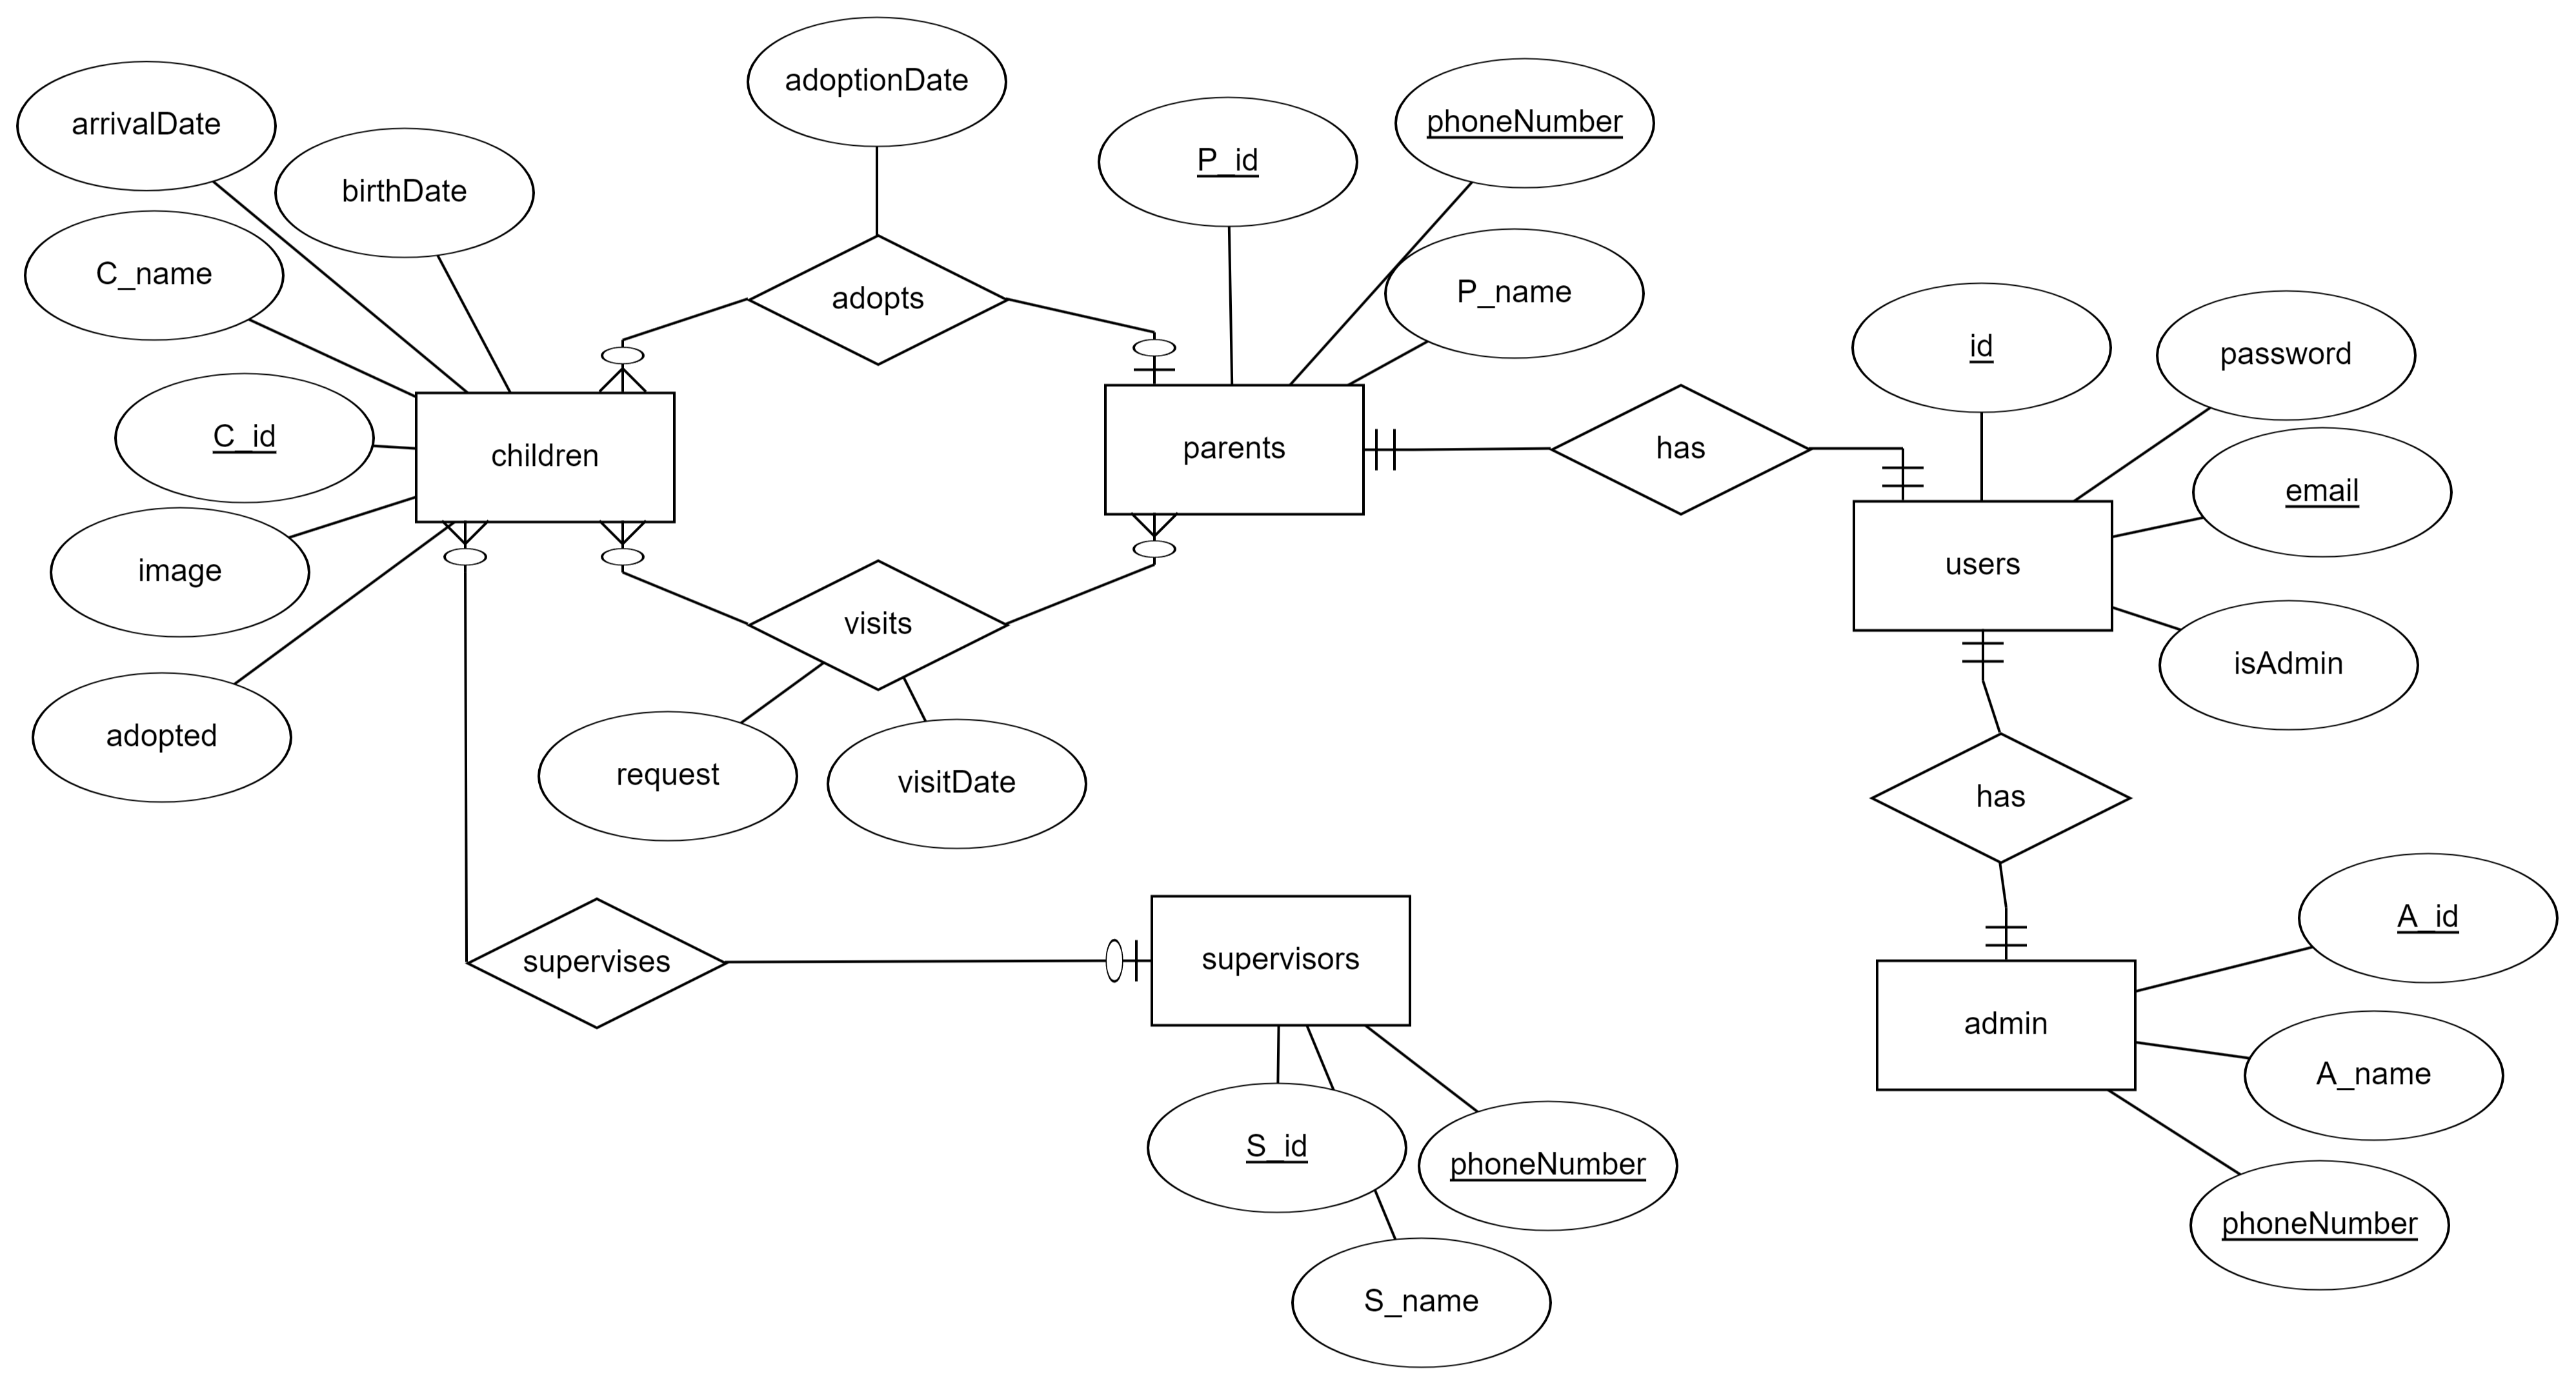 adoptionDate
arrivalDate
phoneNumber
P_id
birthDate
C_name
P_name
adopts
id
password
C_id
children
parents
has
email
image
users
visits
isAdmin
adopted
request
visitDate
has
A_id
supervises
supervisors
admin
A_name
S_id
phoneNumber
phoneNumber
S_name